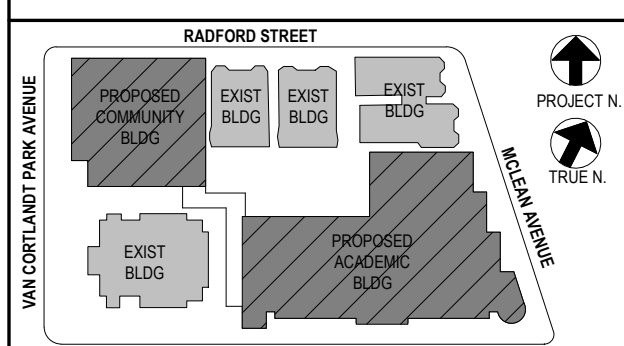 RADFORD STREET
VAN CORTLANDT PARK AVENUE
PROPOSED
COMMUNITY
BLDG
EXIST
BLDG
EXIST
BLDG
EXIST
BLDG
PROJECT N.
TRUE N.
MCLEAN AVENUE
EXIST
BLDG
PROPOSED
ACADEMIC
BLDG